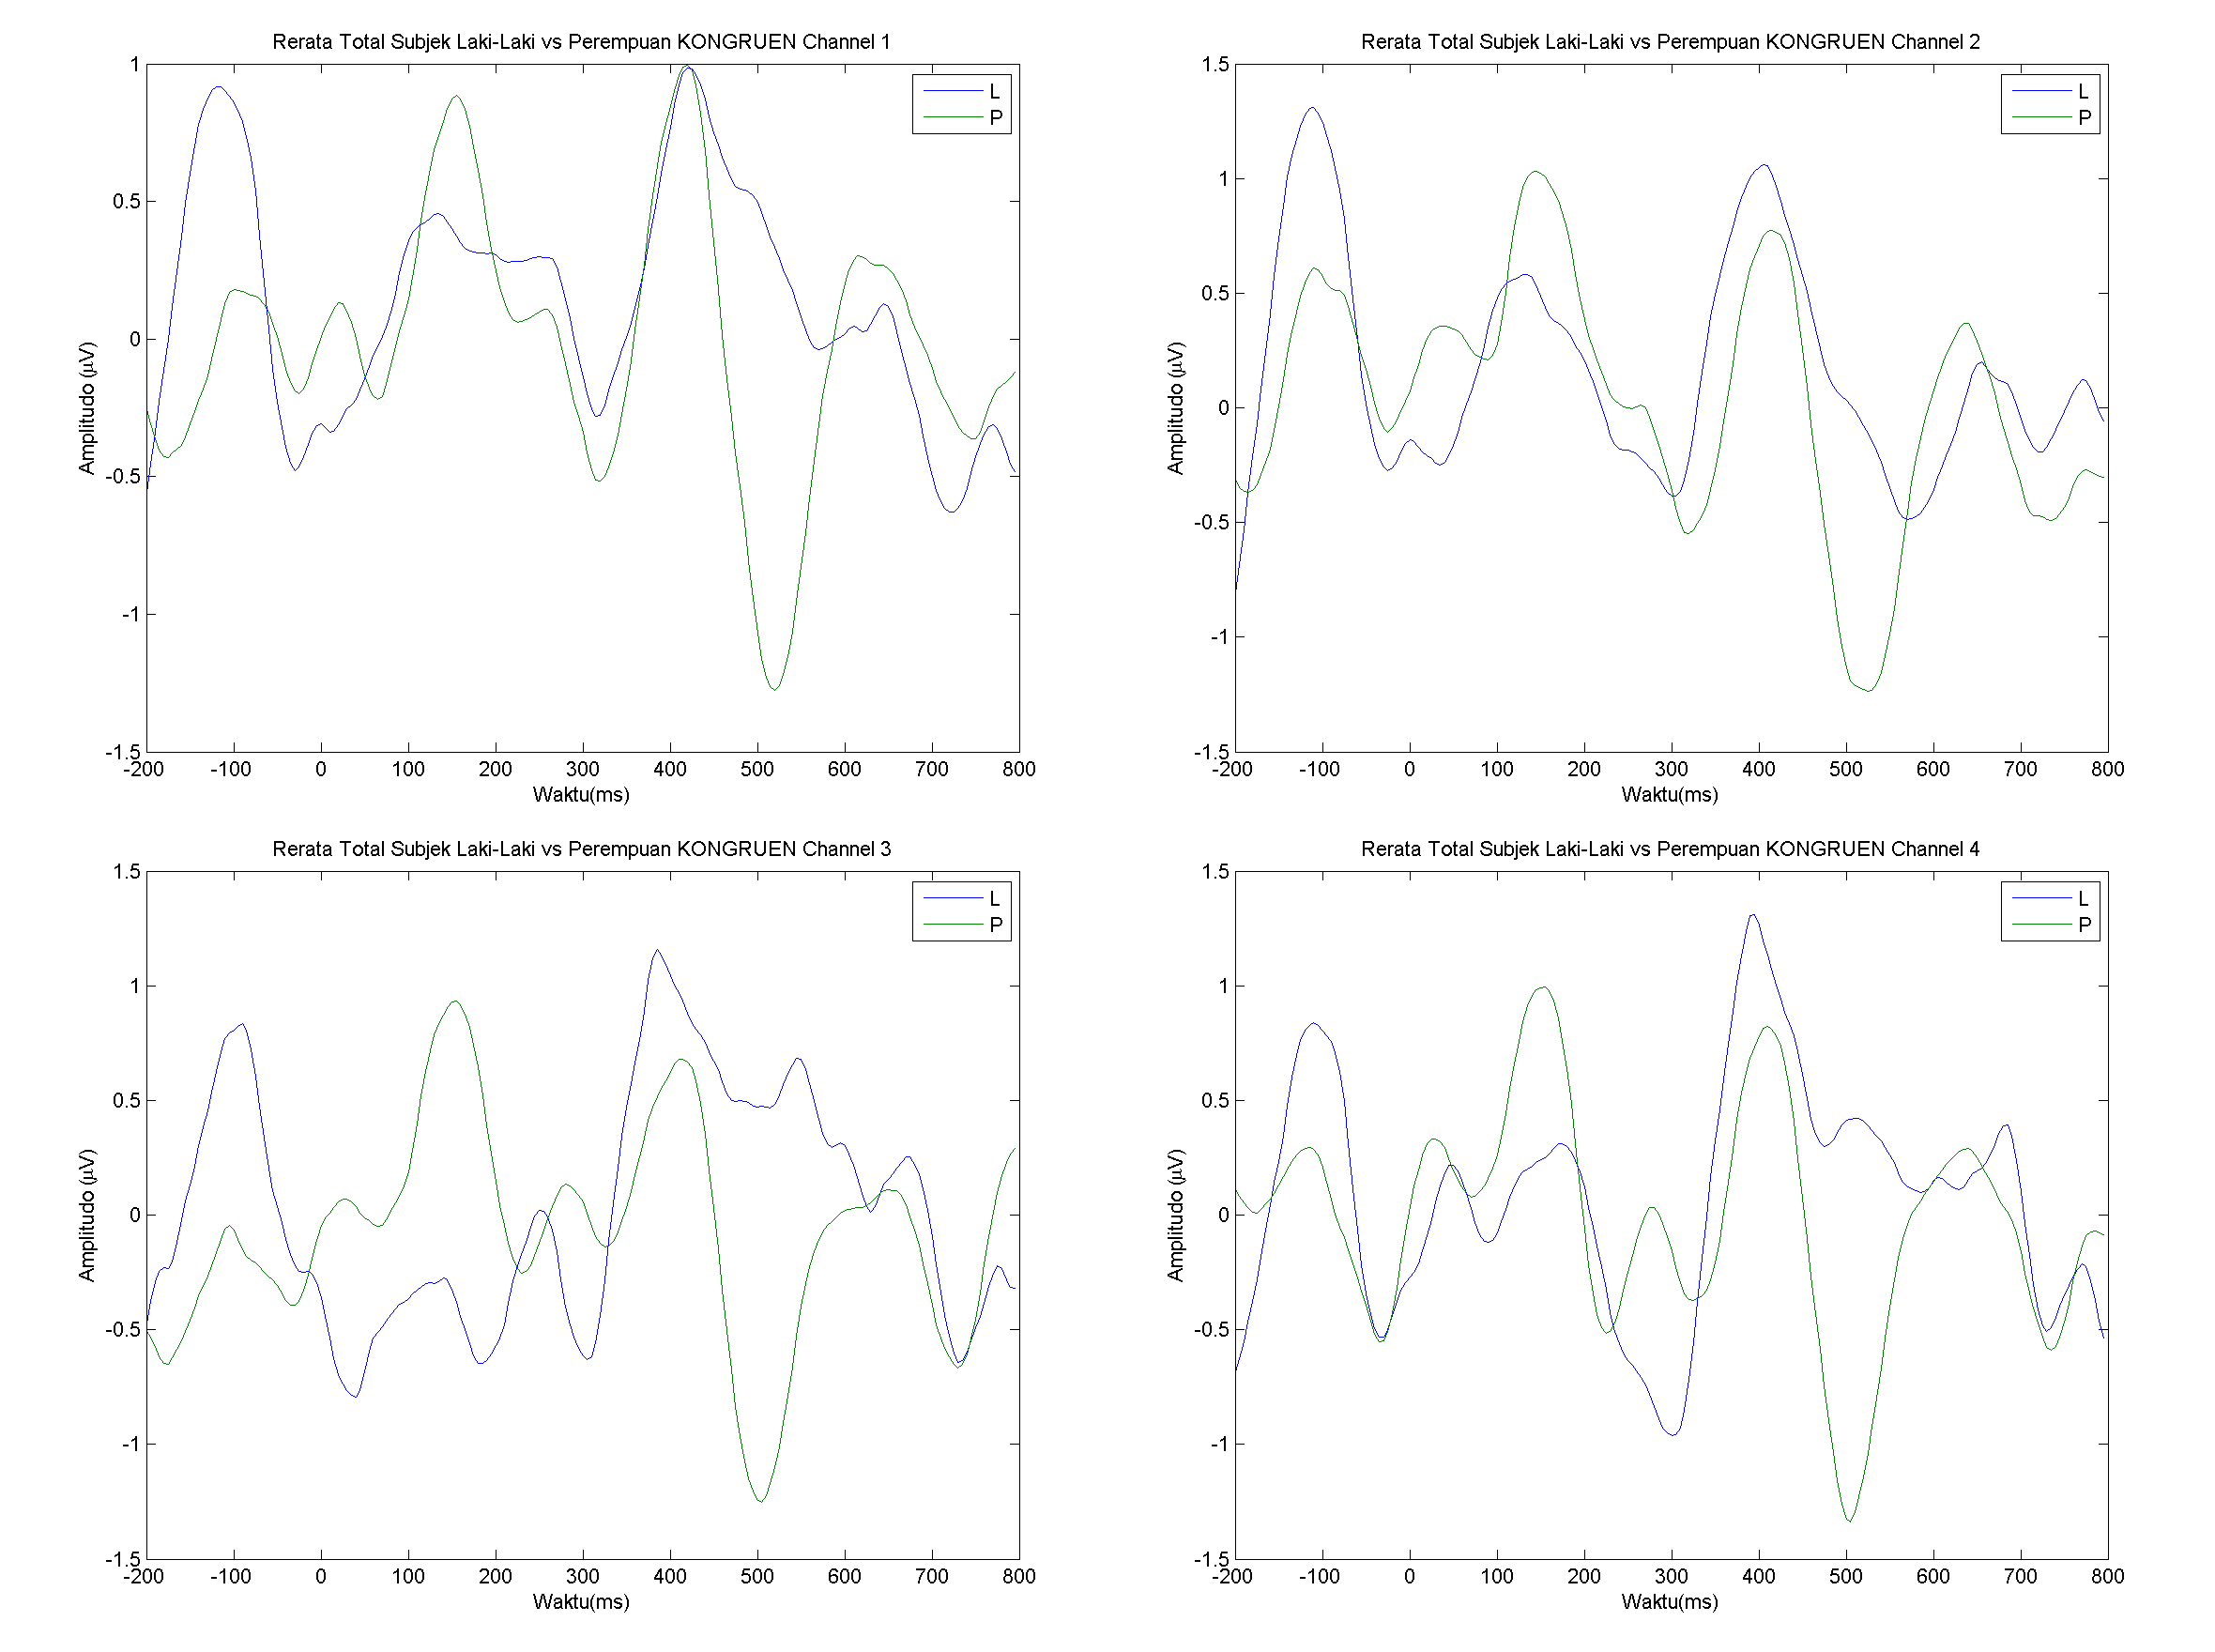 Rerata Total Subjek Laki-Laki vs Perempuan KONGRUEN Channel 1
1
0.5
0
-0.5
-1
-1.5
Amplitudo (µV)
L
P
-200 -100 0 100 200 300 400 500 600 700 800
Waktu(ms)
Rerata Total Subjek Laki-Laki vs Perempuan KONGRUEN Channel 2
1.5
1
0.5
0
-0.5
-1
-1.5
Amplitudo (µV)
L
P
-200 -100 0 100 200 300 400 500 600 700 800
Waktu(ms)
Rerata Total Subjek Laki-Laki vs Perempuan KONGRUEN Channel 3
1.5
1
0.5
0
-0.5
-1
-1.5
Amplitudo (µV)
L
P
-200 -100 0 100 200 300 400 500 600 700 800
Waktu(ms)
Rerata Total Subjek Laki-Laki vs Perempuan KONGRUEN Channel 4
1.5
1
0.5
0
-0.5
-1
-1.5
Amplitudo (µV)
L
P
-200 -100 0 100 200 300 400 500 600 700 800
Waktu(ms)